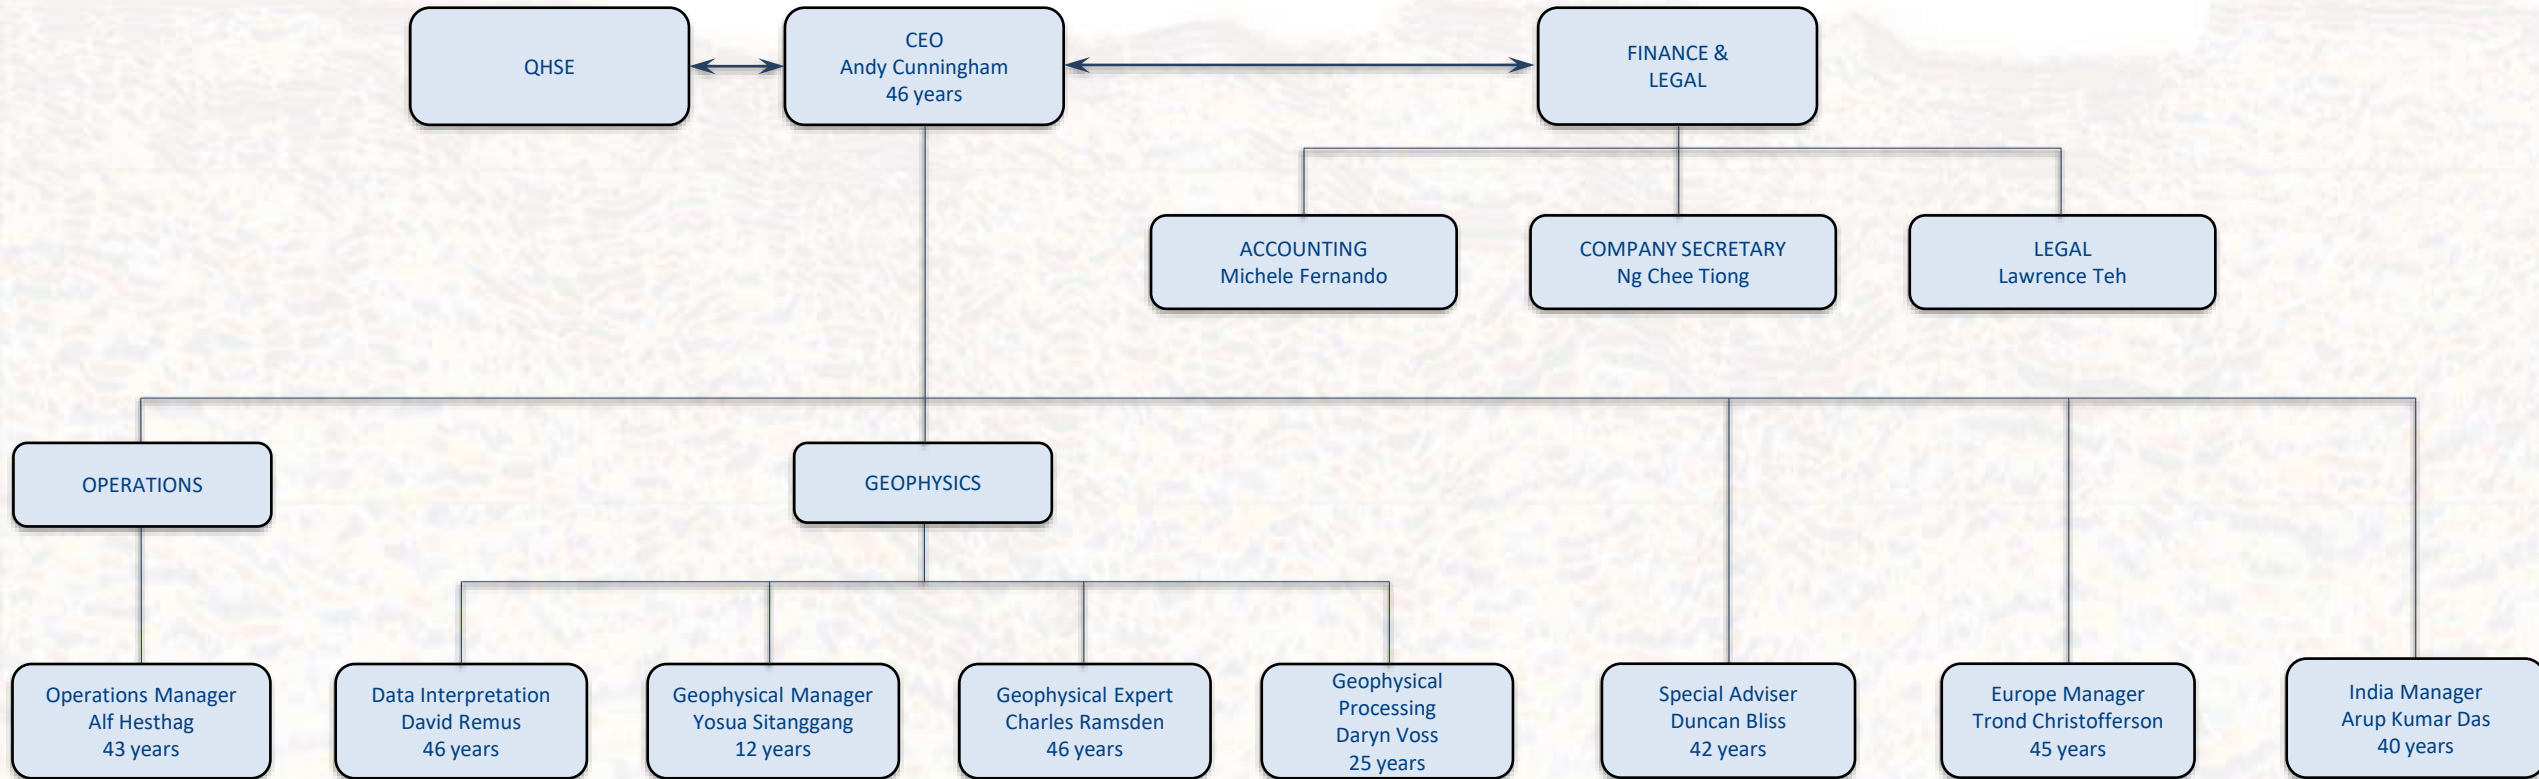 QHSE
CEO
Andy Cunningham
46 years
FINANCE &
LEGAL
ACCOUNTING
Michele Fernando
COMPANY SECRETARY
Ng Chee Tiong
LEGAL
Lawrence Teh
OPERATIONS
GEOPHYSICS
Operations Manager
Alf Hesthag
43 years
Data Interpretation
David Remus
46 years
Geophysical Manager
Yosua Sitanggang
12 years
Geophysical Expert
Charles Ramsden
46 years
Geophysical
Processing
Daryn Voss
25 years
Special Adviser
Duncan Bliss
42 years
Europe Manager
Trond Christofferson
45 years
India Manager
Arup Kumar Das
40 years